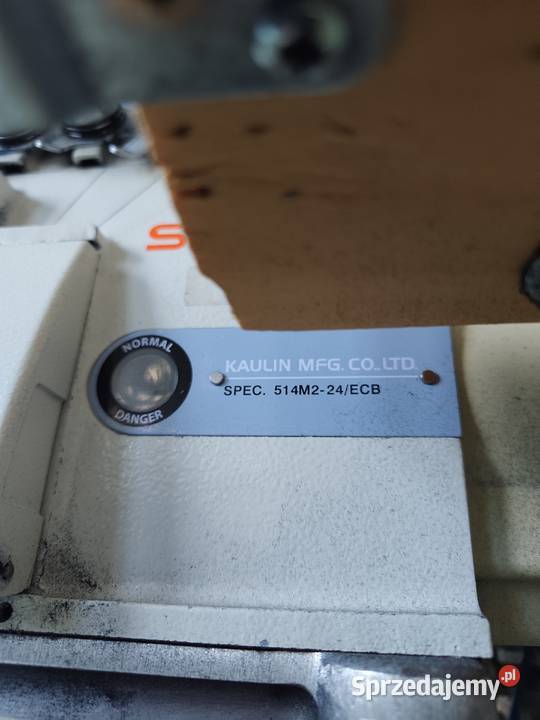 S
NORMAL
KAULIN MFG. CO., LTD.
SPEC. 514M2-24/ECB
DANGER
Sprzedajemy.pl